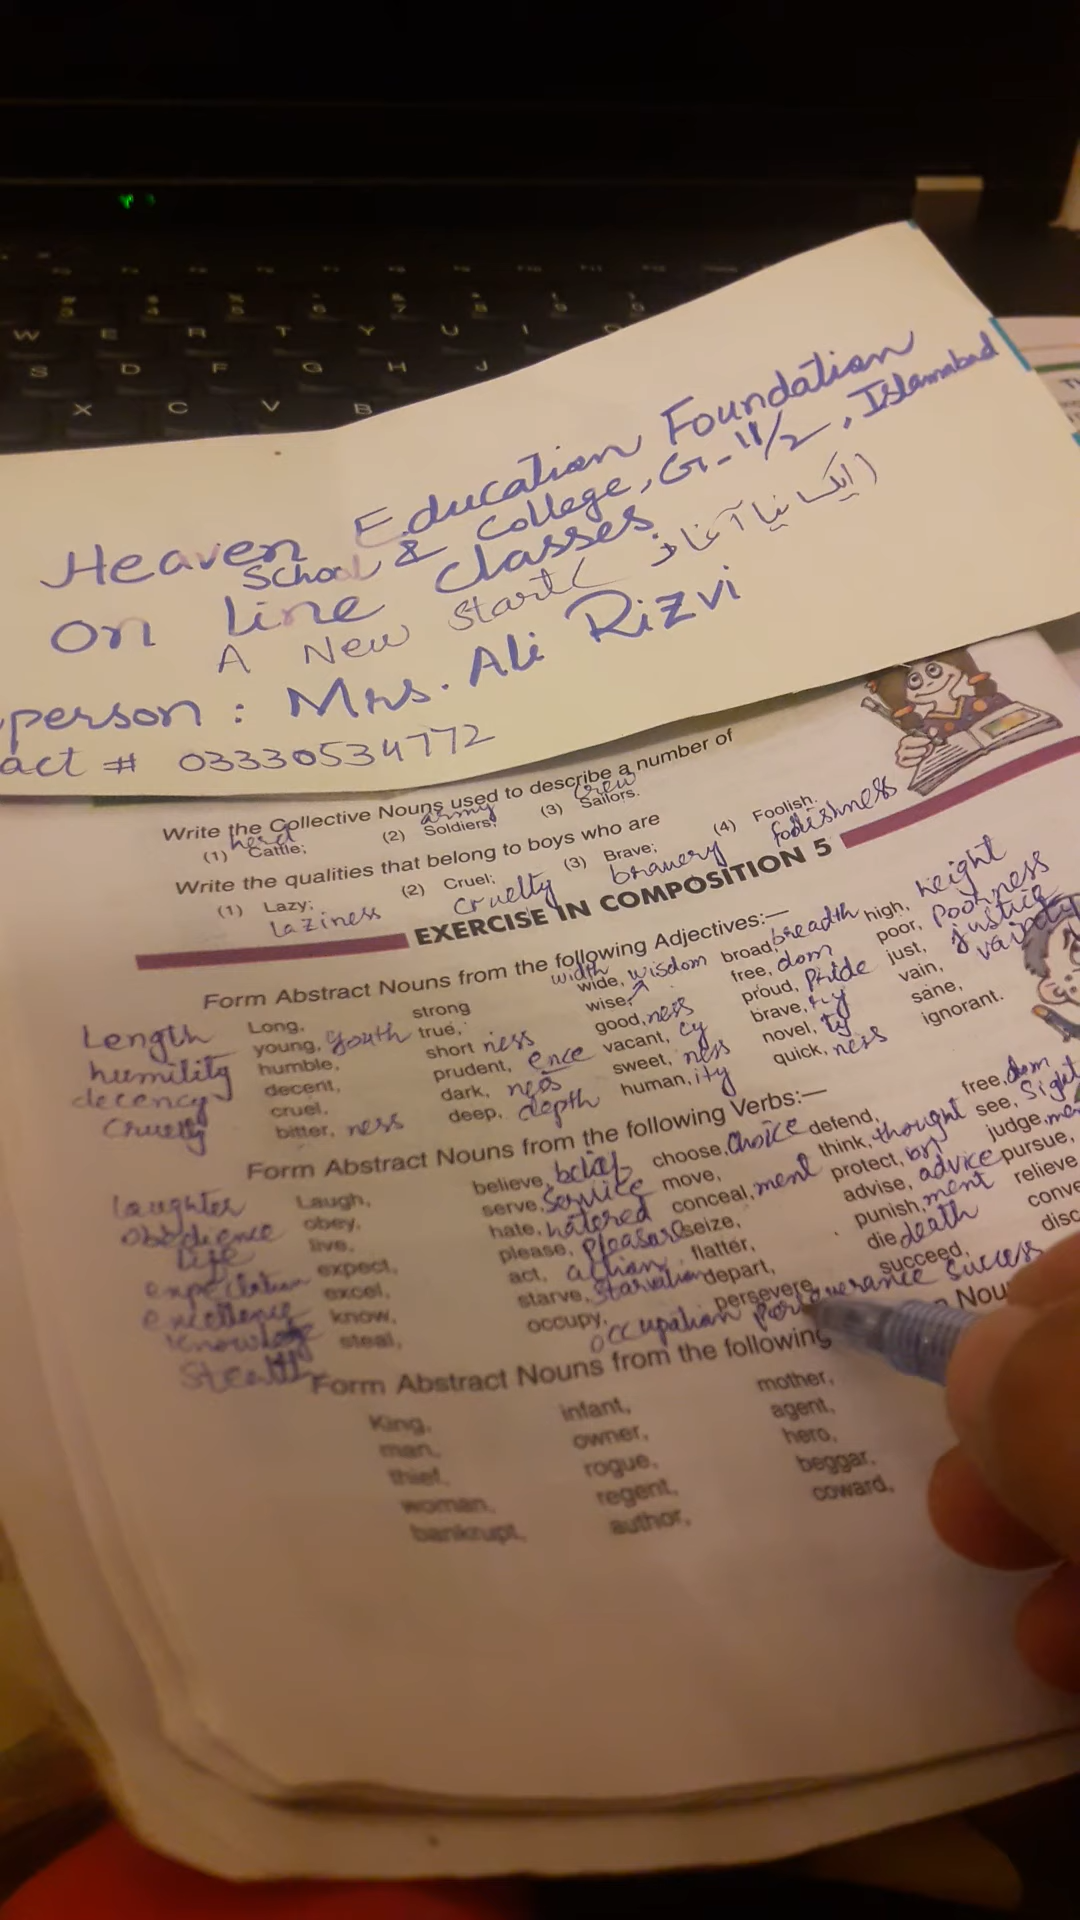 Heaven Education Foundation
School & College, G-11/2, Islamabad
On Line Classes.
A New Start (ایک نیا آغاز)
person : Mrs. Ali Rizvi
act # 03330534772
Write the Collective Nouns used to describe a number of
herd army crew
(1) Cattle; (2) Soldiers; (3) Sailors.
Write the qualities that belong to boys who are
(1) Lazy; (2) Cruel; (3) Brave; (4) Foolish.
laziness cruelty bravery foolishness
EXERCISE IN COMPOSITION 5
Form Abstract Nouns from the following Adjectives:—
Length Long, strong wide, width broad, breadth high, height
young, youth true, wise, wisdom free, dom poor, poorness
humility humble, short ness good, ness proud, pride just, justice
decency decent, prudent, ence vacant, cy brave, ry vain, vainity
Cruelty cruel, dark, ness sweet, ness novel, ty sane,
bitter, ness deep, depth human, ity quick, ness ignorant.
Form Abstract Nouns from the following Verbs:—
laughter Laugh, believe, belief choose, choice defend, free, dom
obedience obey, serve, service move, think, thought see, Sight
life live, hate, hatered conceal, ment protect, judge,
expectation expect, please, seize, advise, advice pursue,
excellence excel, act, action flatter, punish, ment relieve
know, starve, starvation depart, die death
steal, occupy, occupation persevere, succeed, success
Form Abstract Nouns from the following
King, infant, mother,
man, owner, agent,
thief, rogue, hero,
woman, regent, beggar,
bankrupt, author, coward,